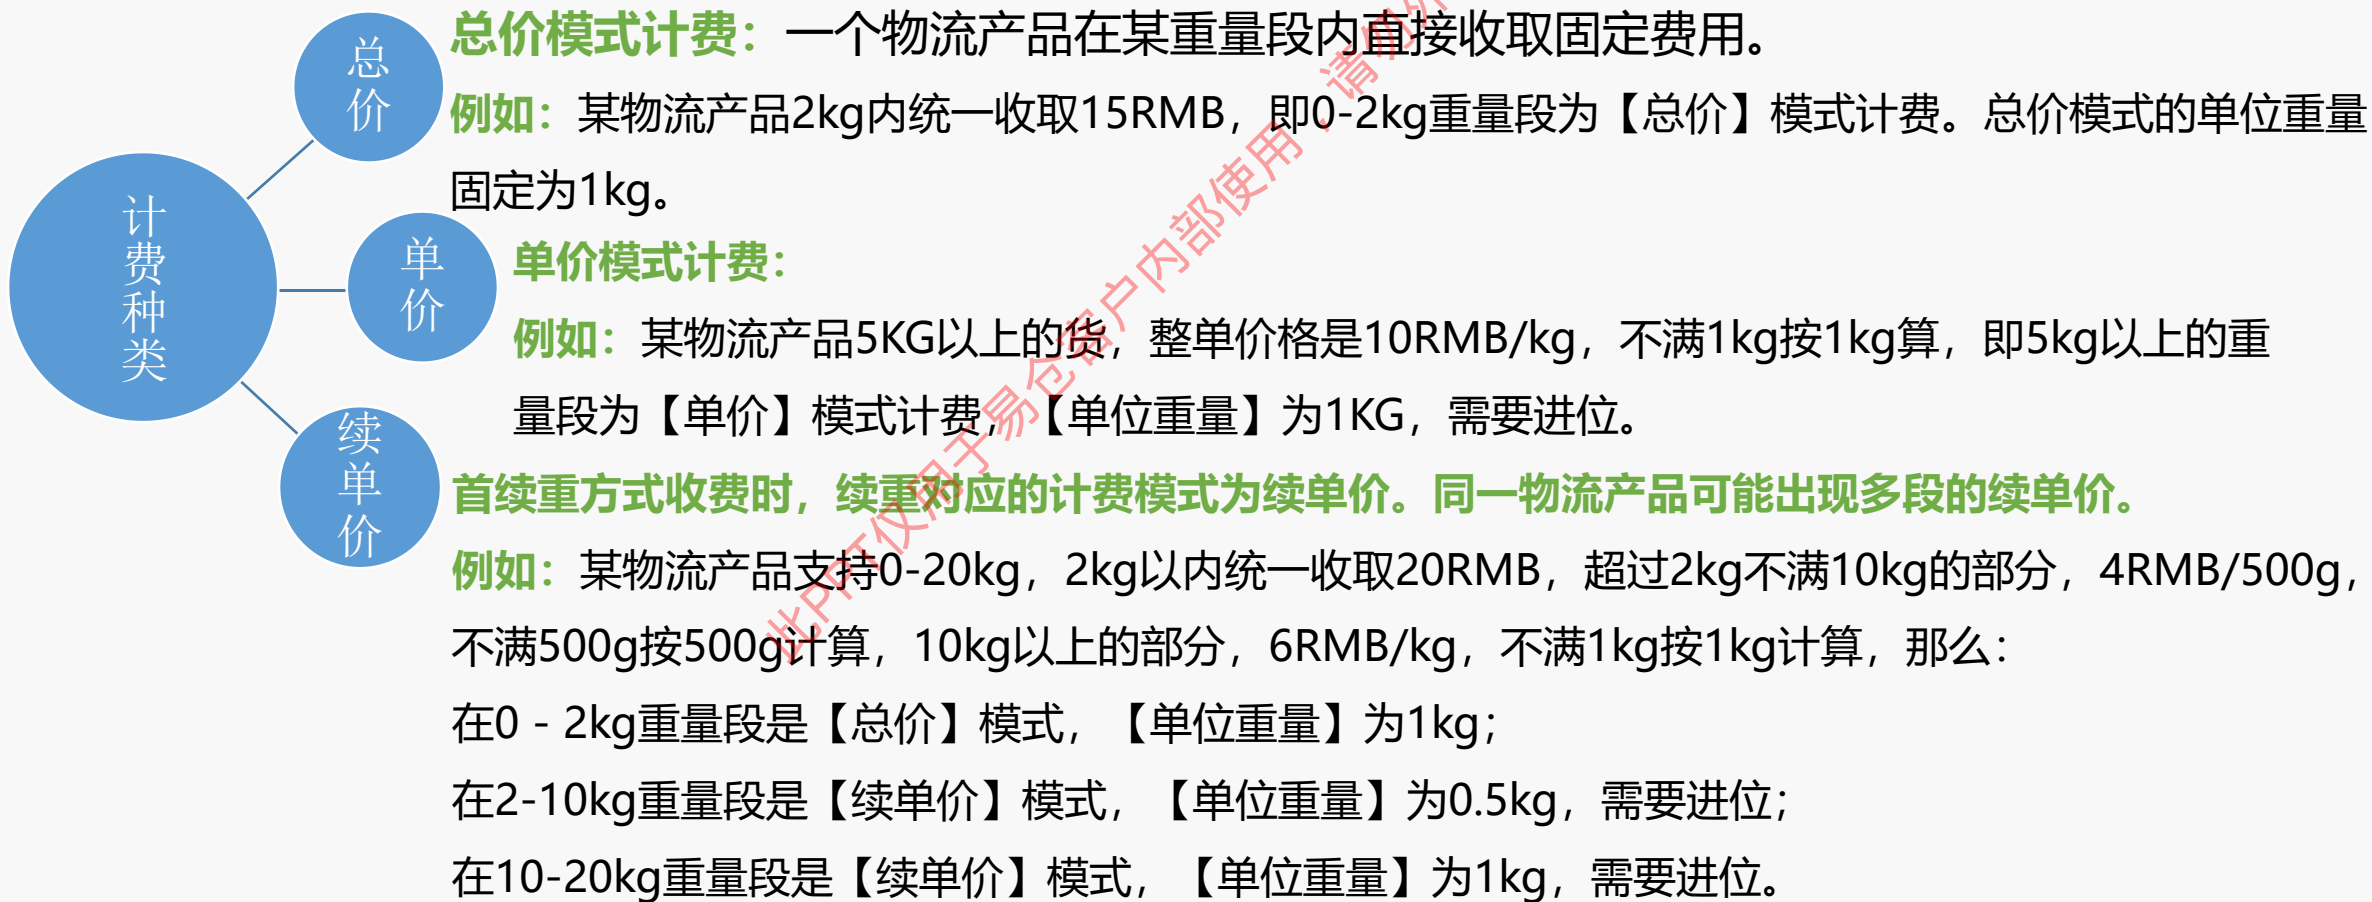 总价
总价模式计费：一个物流产品在某重量段内直接收取固定费用。
例如：某物流产品2kg内统一收取15RMB，即0-2kg重量段为【总价】模式计费。总价模式的单位重量
固定为1kg。
计费种类
单价
单价模式计费：
例如：某物流产品5KG以上的货，整单价格是10RMB/kg，不满1kg按1kg算，即5kg以上的重
量段为【单价】模式计费，【单位重量】为1KG，需要进位。
续单价
首续重方式收费时，续重对应的计费模式为续单价。同一物流产品可能出现多段的续单价。
例如：某物流产品支持0-20kg，2kg以内统一收取20RMB，超过2kg不满10kg的部分，4RMB/500g，
不满500g按500g计算，10kg以上的部分，6RMB/kg，不满1kg按1kg计算，那么：
在0 - 2kg重量段是【总价】模式，【单位重量】为1kg；
在2-10kg重量段是【续单价】模式，【单位重量】为0.5kg，需要进位；
在10-20kg重量段是【续单价】模式，【单位重量】为1kg，需要进位。
此PPT仅用于易仓客户内部使用，请勿外